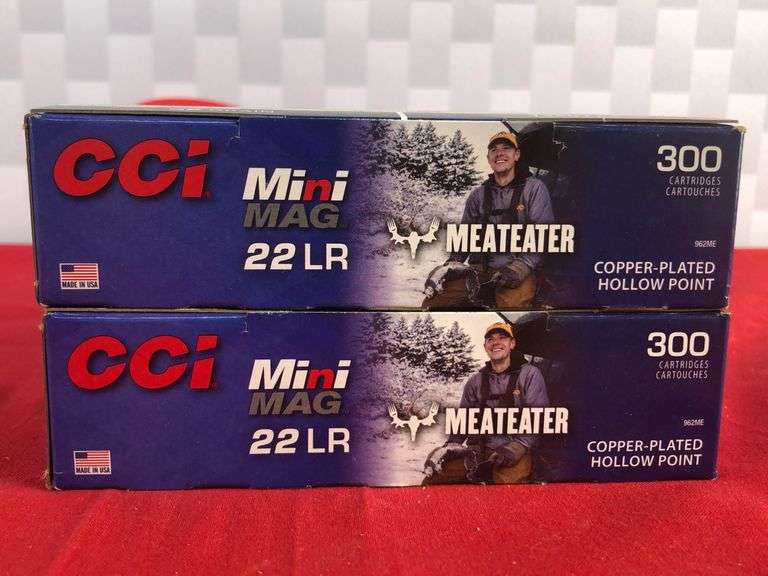 CCi
Mini
MAG
22 LR
MADE IN USA
MEATEATER
300
CARTRIDGES
CARTOUCHES
962ME
COPPER-PLATED
HOLLOW POINT
CCi
Mini
MAG
22 LR
MADE IN USA
MEATEATER
300
CARTRIDGES
CARTOUCHES
962ME
COPPER-PLATED
HOLLOW POINT